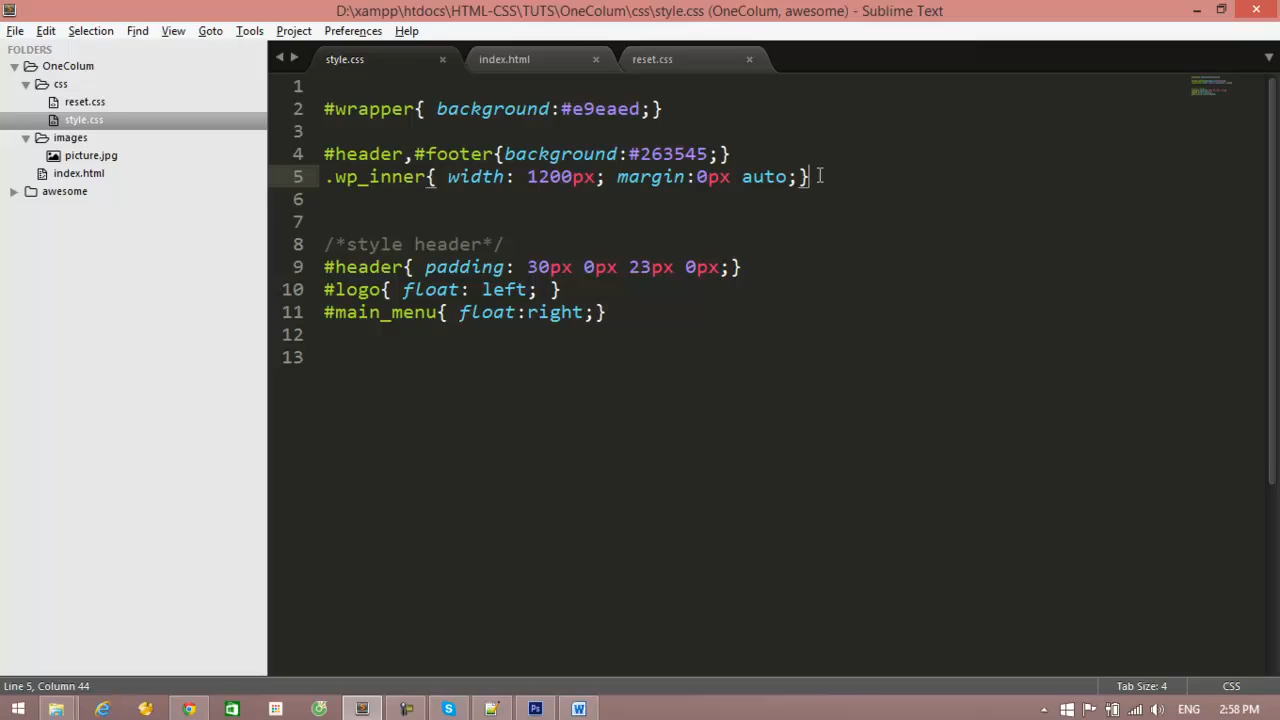 D:\xampp\htdocs\HTML-CSS\TUTS\OneColum\css\style.css (OneColum, awesome) - Sublime Text
File Edit Selection Find View Goto Tools Project Preferences Help
FOLDERS
OneColum
css
reset.css
style.css
images
picture.jpg
index.html
awesome
style.css index.html reset.css
1
2 #wrapper{ background:#e9eaed;}
3
4 #header,#footer{background:#263545;}
5 .wp_inner{ width: 1200px; margin:0px auto;}
6
7
8 /*style header*/
9 #header{ padding: 30px 0px 23px 0px;}
10 #logo{ float: left; }
11 #main_menu{ float:right;}
12
13
Line 5, Column 44 Tab Size: 4 CSS
Ps W ENG 2:58 PM